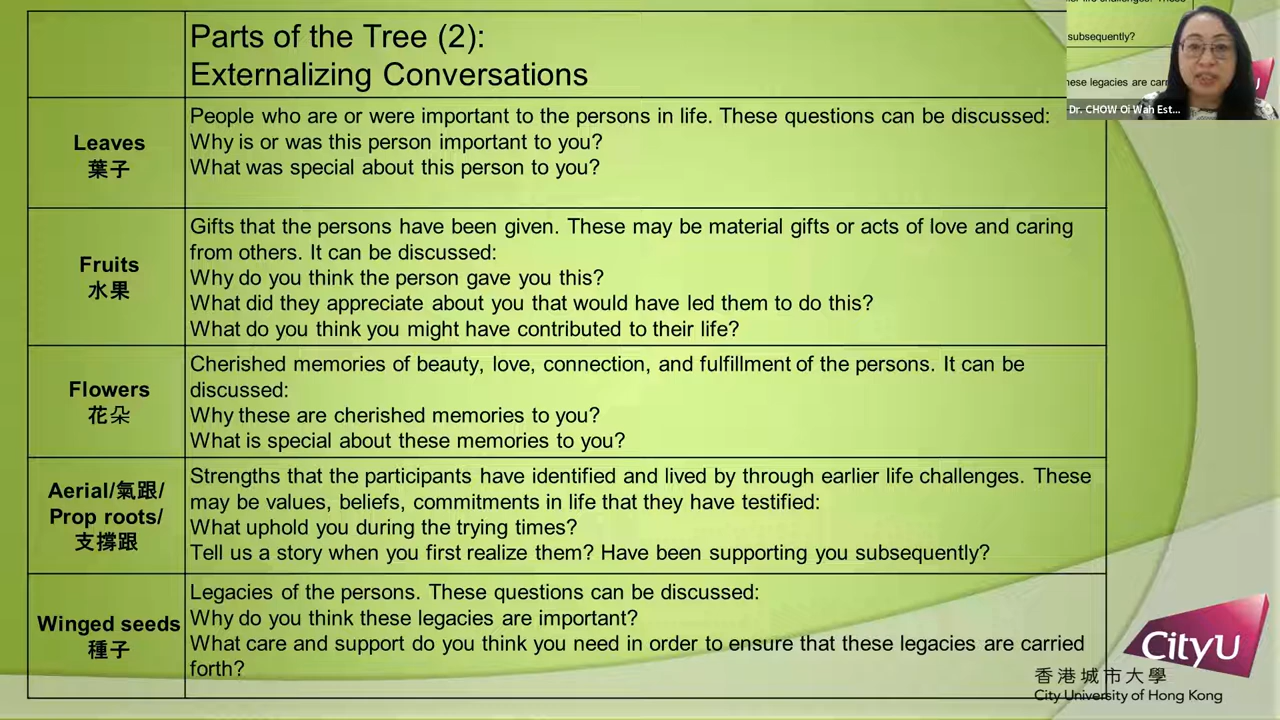 Parts of the Tree (2):
Externalizing Conversations
Leaves
葉子
People who are or were important to the persons in life. These questions can be discussed:
Why is or was this person important to you?
What was special about this person to you?
Fruits
水果
Gifts that the persons have been given. These may be material gifts or acts of love and caring
from others. It can be discussed:
Why do you think the person gave you this?
What did they appreciate about you that would have led them to do this?
What do you think you might have contributed to their life?
Flowers
花朵
Cherished memories of beauty, love, connection, and fulfillment of the persons. It can be
discussed:
Why these are cherished memories to you?
What is special about these memories to you?
Aerial/氣跟/
Prop roots/
支撐跟
Strengths that the participants have identified and lived by through earlier life challenges. These
may be values, beliefs, commitments in life that they have testified:
What uphold you during the trying times?
Tell us a story when you first realize them? Have been supporting you subsequently?
Winged seeds
種子
Legacies of the persons. These questions can be discussed:
Why do you think these legacies are important?
What care and support do you think you need in order to ensure that these legacies are carried
forth?
subsequently?
these legacies are carr
Dr. CHOW Oi Wah Est...
CityU
香港城市大學
City University of Hong Kong